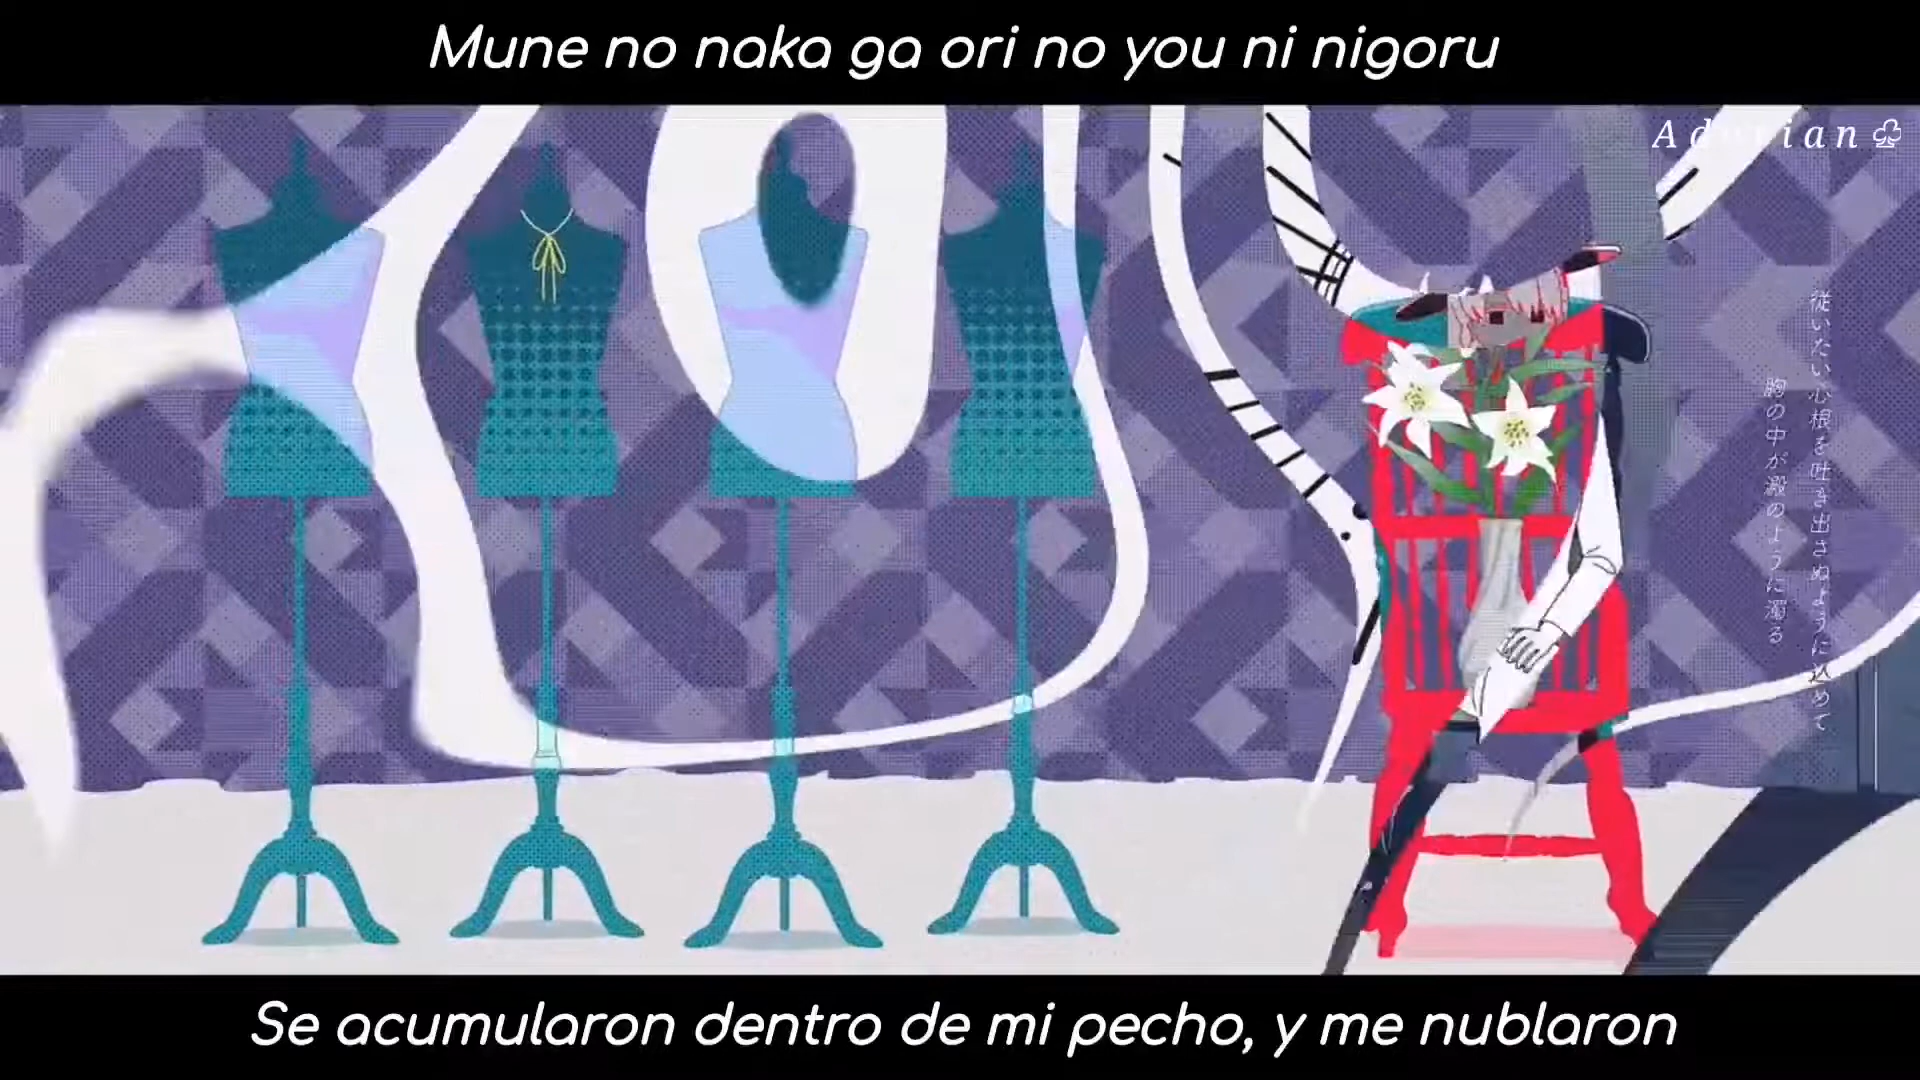 Mune no naka ga ori no you ni nigoru
Adorian
従いたい心根を吐き出さぬように込めて
胸の中が澱のように濁る
Se acumularon dentro de mi pecho, y me nublaron